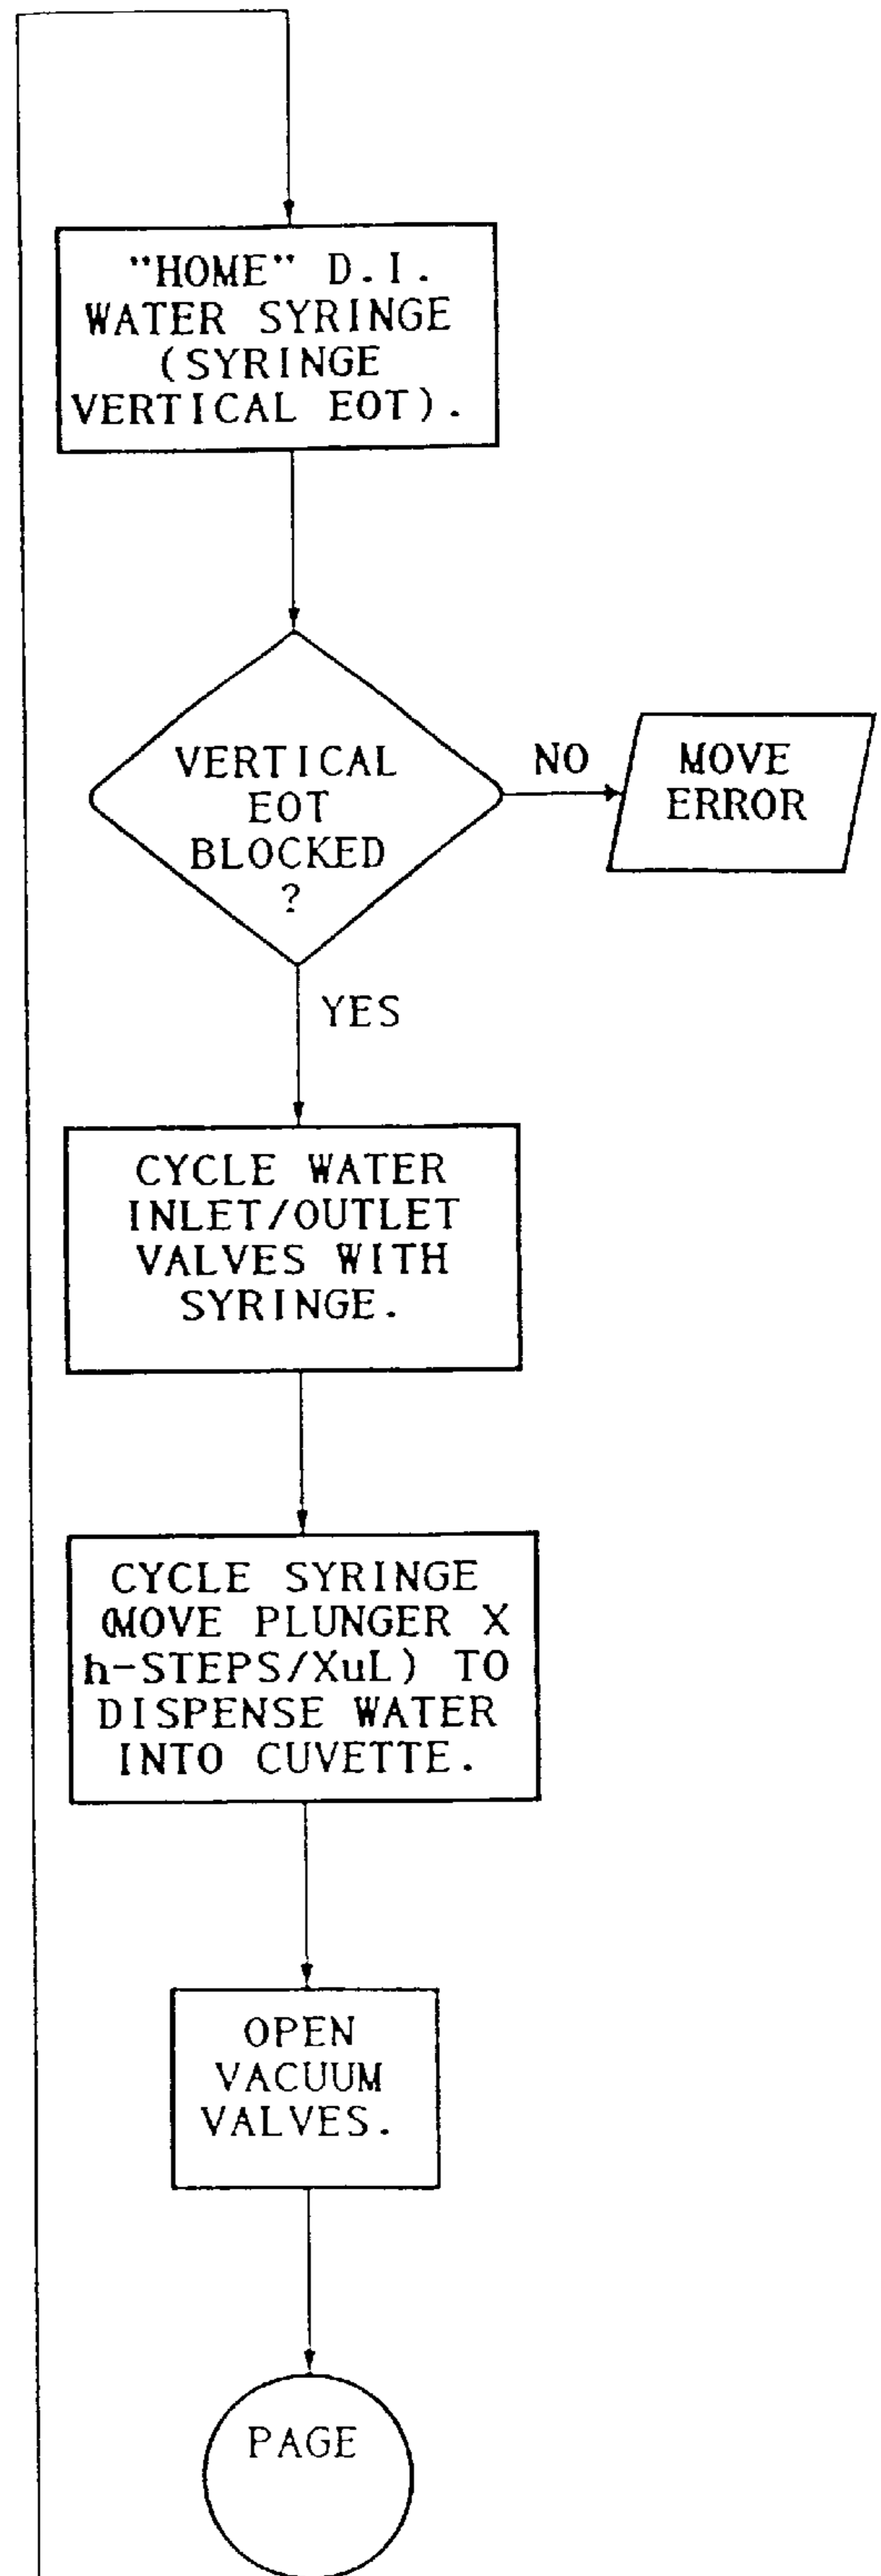 "HOME" D.I.
WATER SYRINGE
(SYRINGE
VERTICAL EOT).
VERTICAL
EOT
BLOCKED
?
NO
MOVE
ERROR
YES
CYCLE WATER
INLET/OUTLET
VALVES WITH
SYRINGE.
CYCLE SYRINGE
(MOVE PLUNGER X
h-STEPS/XuL) TO
DISPENSE WATER
INTO CUVETTE.
OPEN
VACUUM
VALVES.
PAGE